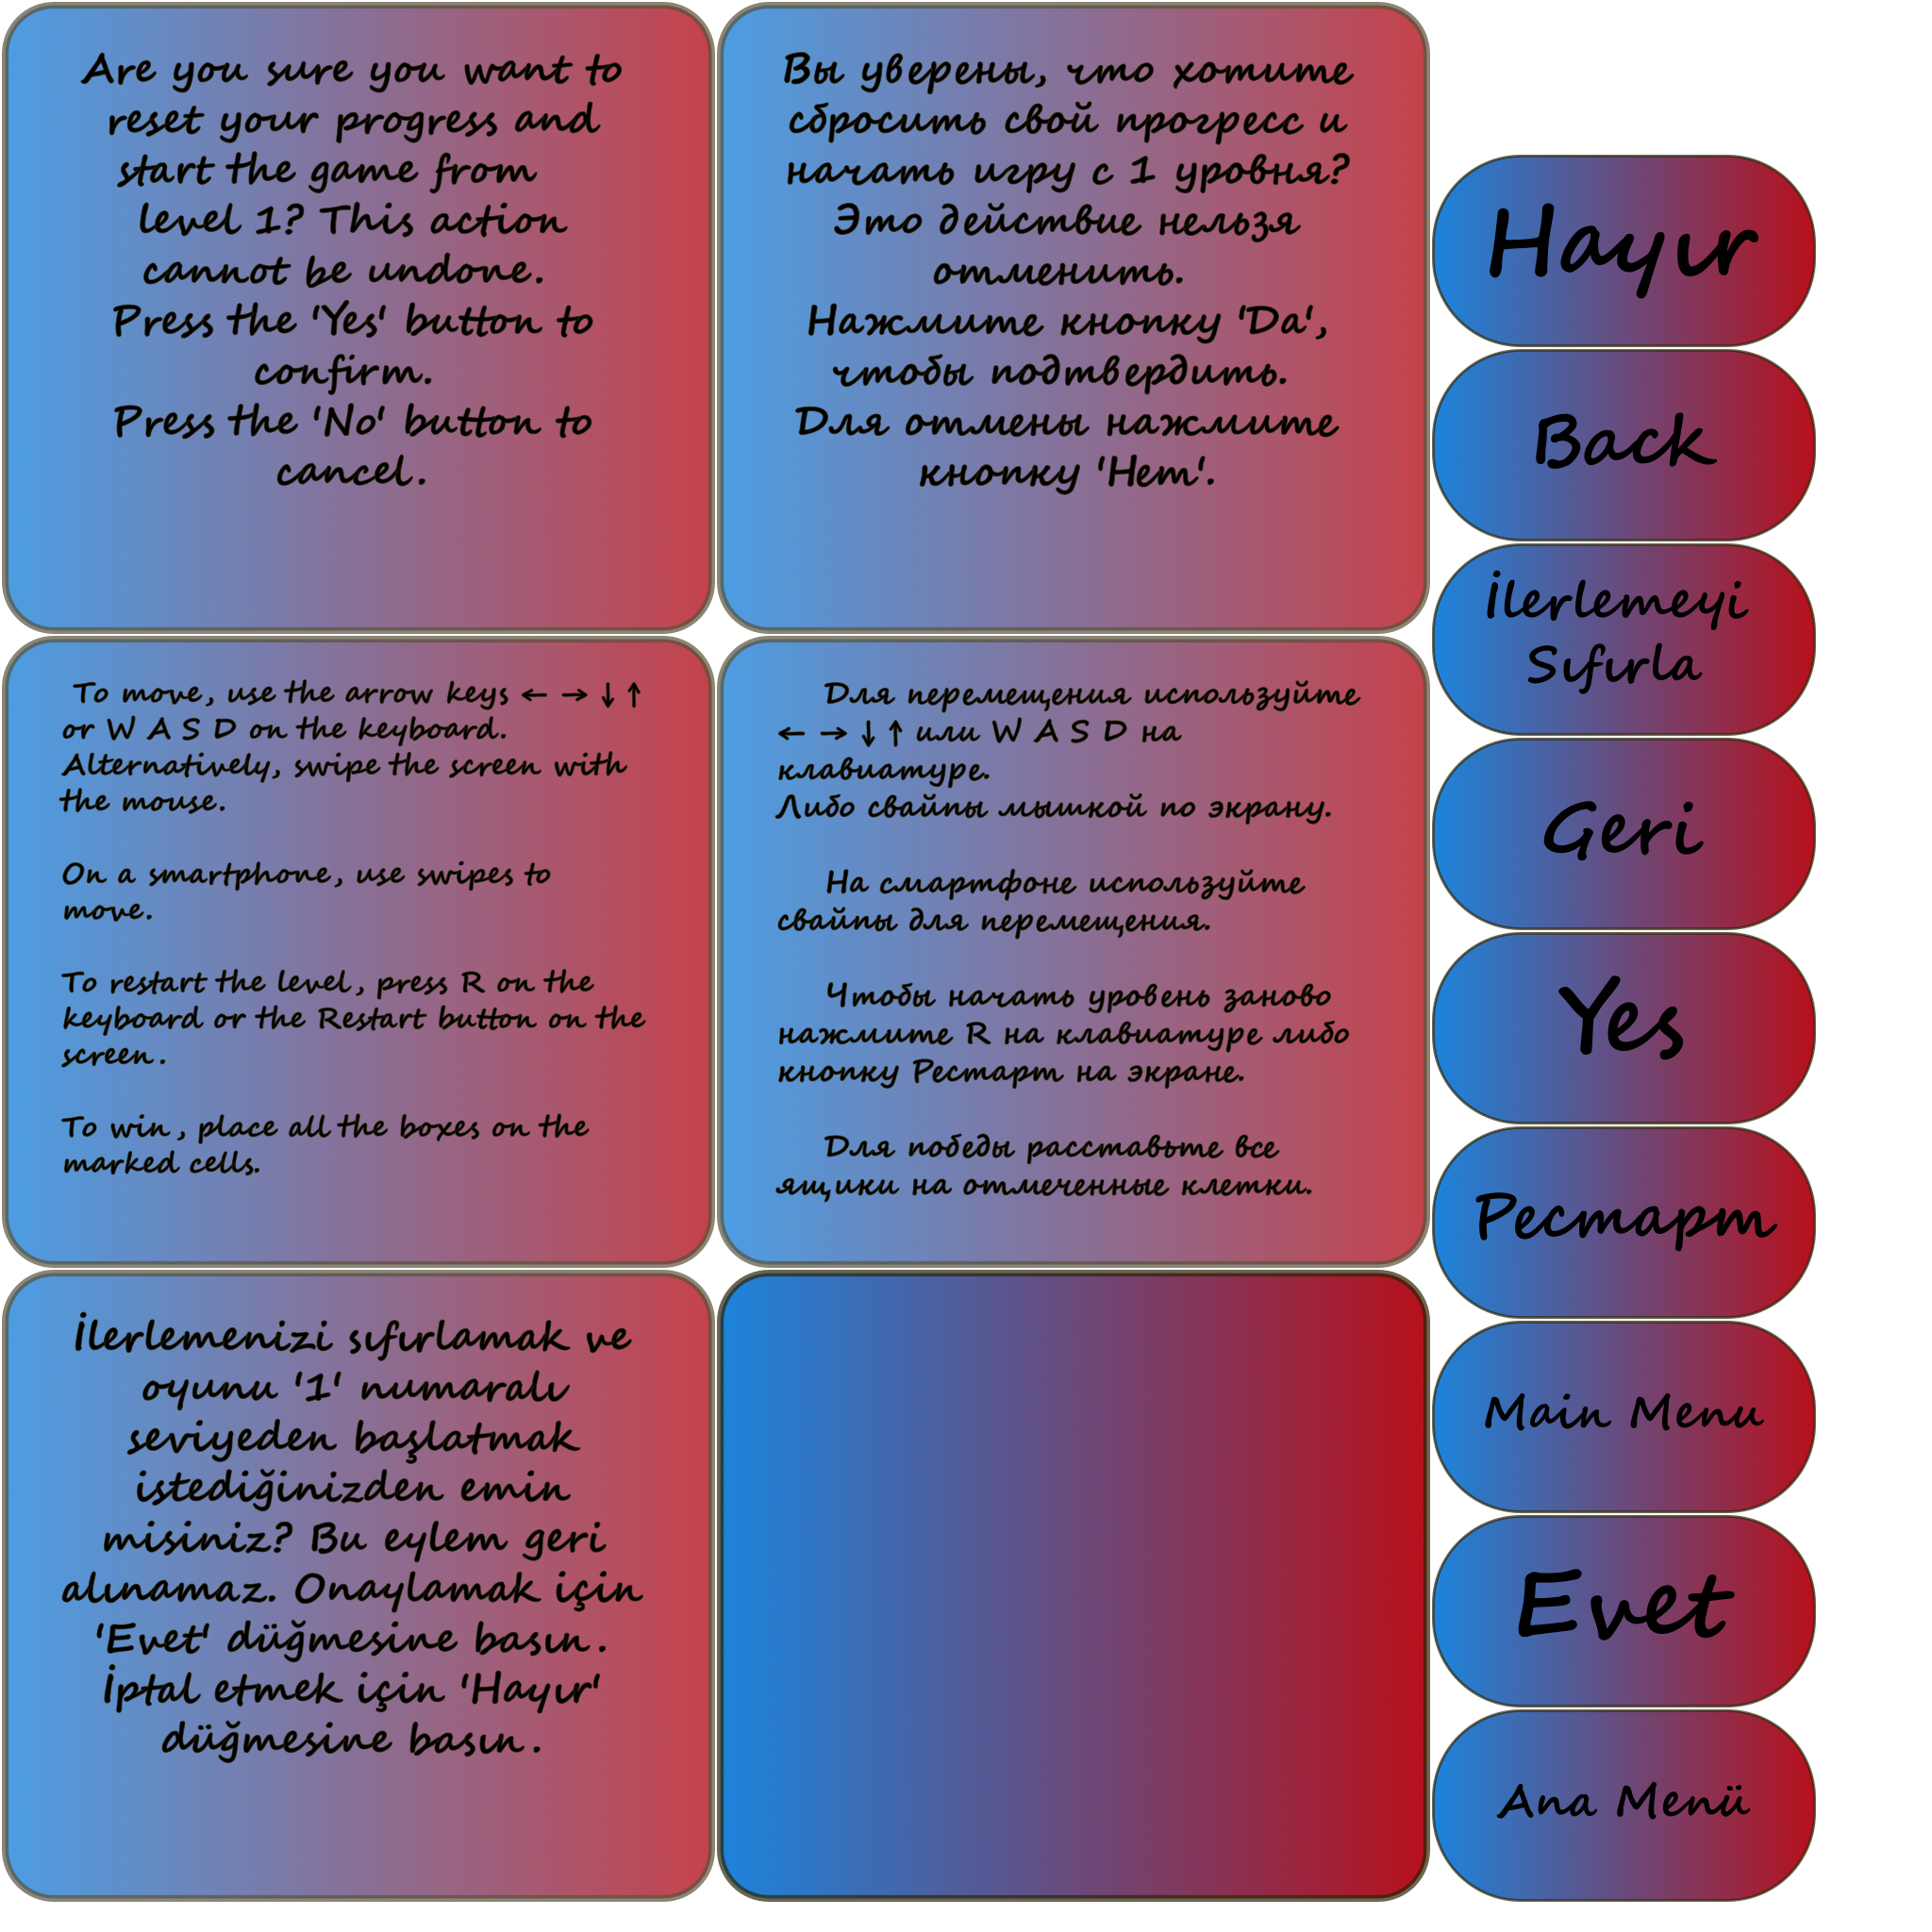 Are you sure you want to
reset your progress and
start the game from
level 1? This action
cannot be undone.
Press the 'Yes' button to
confirm.
Press the 'No' button to
cancel.
Вы уверены, что хотите
сбросить свой прогресс и
начать игру с 1 уровня?
Это действие нельзя
отменить.
Нажмите кнопку 'Да',
чтобы подтвердить.
Для отмены нажмите
кнопку 'Нет'.
To move, use the arrow keys ← → ↓ ↑
or W A S D on the keyboard.
Alternatively, swipe the screen with
the mouse.
On a smartphone, use swipes to
move.
To restart the level, press R on the
keyboard or the Restart button on the
screen.
To win, place all the boxes on the
marked cells.
Для перемещения используйте
← → ↓ ↑ или W A S D на
клавиатуре.
Либо свайпы мышкой по экрану.
На смартфоне используйте
свайпы для перемещения.
Чтобы начать уровень заново
нажмите R на клавиатуре либо
кнопку Рестарт на экране.
Для победы расставьте все
ящики на отмеченные клетки.
İlerlemenizi sıfırlamak ve
oyunu '1' numaralı
seviyeden başlatmak
istediğinizden emin
misiniz? Bu eylem geri
alınamaz. Onaylamak için
'Evet' düğmesine basın.
İptal etmek için 'Hayır'
düğmesine basın.
Hayır
Back
İlerlemeyi
Sıfırla
Geri
Yes
Рестарт
Main Menu
Evet
Ana Menü